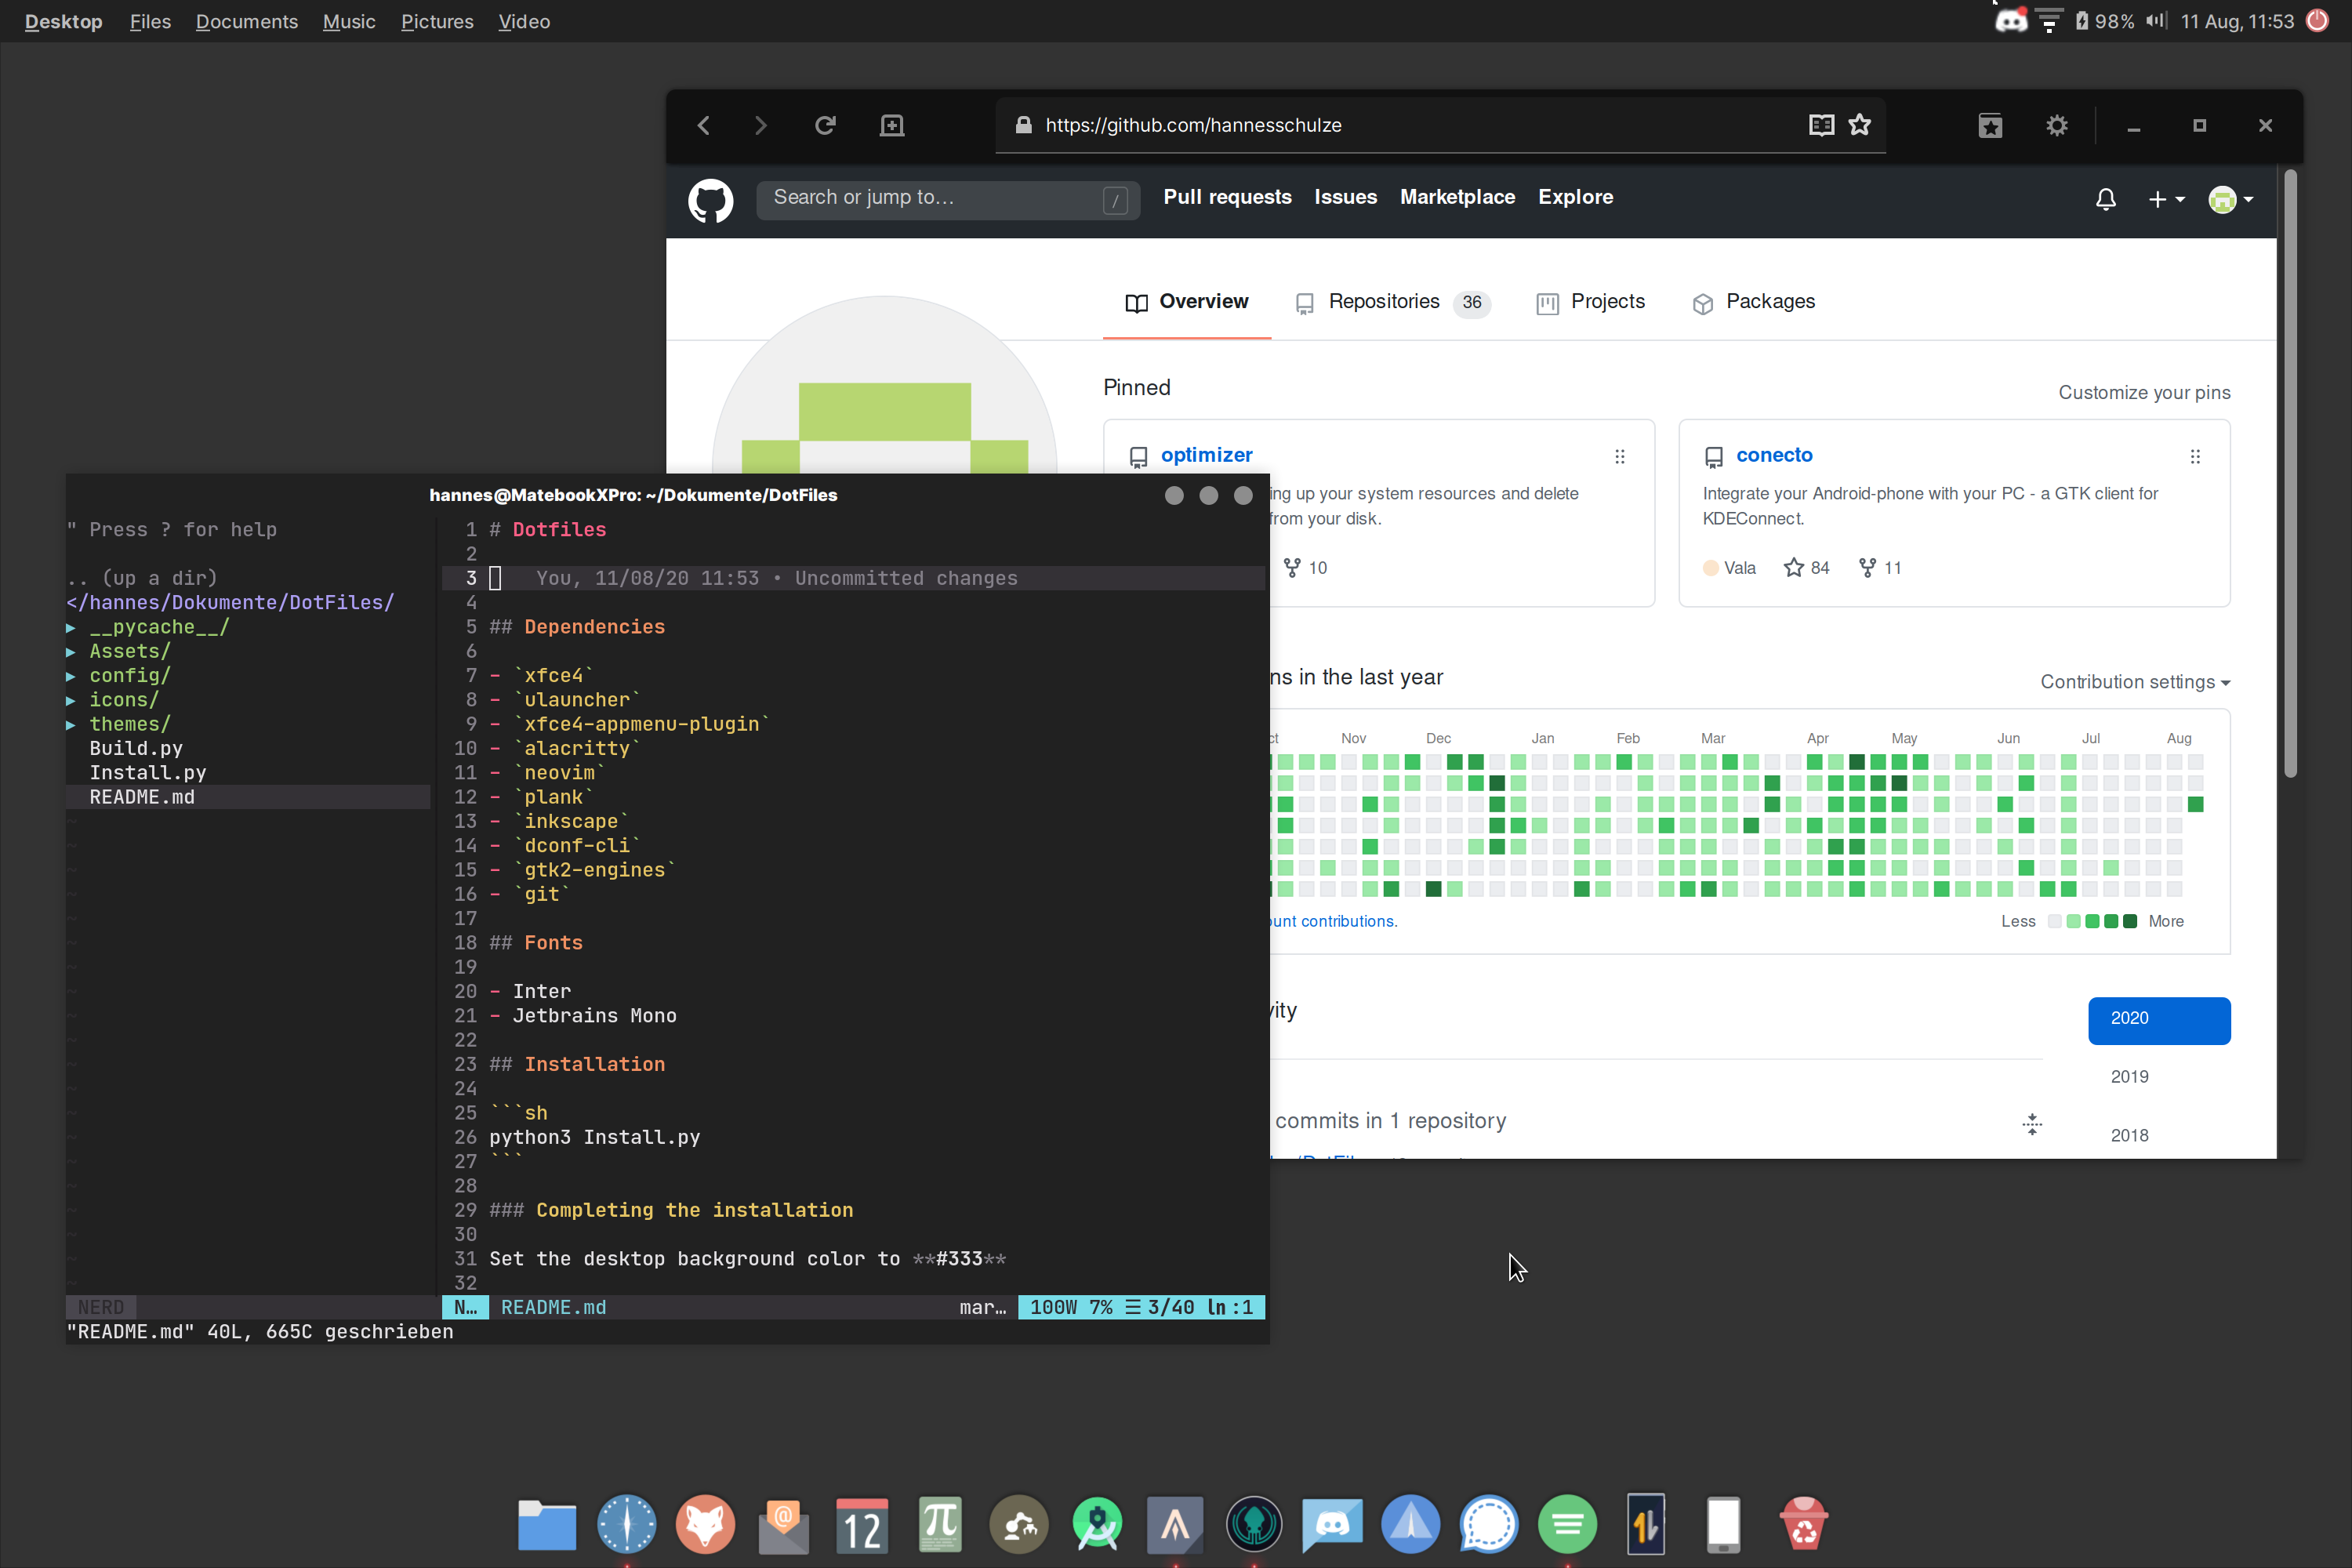 Desktop Files Documents Music Pictures Video
98% 11 Aug, 11:53
https://github.com/hannesschulze
Search or jump to… /
Pull requests Issues Marketplace Explore
Overview Repositories 36 Projects Packages
Pinned
Customize your pins
optimizer
ing up your system resources and delete
from your disk.
10
conecto
Integrate your Android-phone with your PC - a GTK client for
KDEConnect.
Vala 84 11
ns in the last year
Contribution settings
ct Nov Dec Jan Feb Mar Apr May Jun Jul Aug
unt contributions.
Less More
vity
2020
2019
2018
commits in 1 repository
hannes@MatebookXPro: ~/Dokumente/DotFiles
" Press ? for help
.. (up a dir)
</hannes/Dokumente/DotFiles/
▸ __pycache__/
▸ Assets/
▸ config/
▸ icons/
▸ themes/
Build.py
Install.py
README.md
1 # Dotfiles
2
3 You, 11/08/20 11:53 • Uncommitted changes
4
5 ## Dependencies
6
7 - `xfce4`
8 - `ulauncher`
9 - `xfce4-appmenu-plugin`
10 - `alacritty`
11 - `neovim`
12 - `plank`
13 - `inkscape`
14 - `dconf-cli`
15 - `gtk2-engines`
16 - `git`
17
18 ## Fonts
19
20 - Inter
21 - Jetbrains Mono
22
23 ## Installation
24
25 ```sh
26 python3 Install.py
27 ```
28
29 ### Completing the installation
30
31 Set the desktop background color to **#333**
32
NERD
N… README.md mar… 100W 7% ☰ 3/40 ln :1
"README.md" 40L, 665C geschrieben
12
π